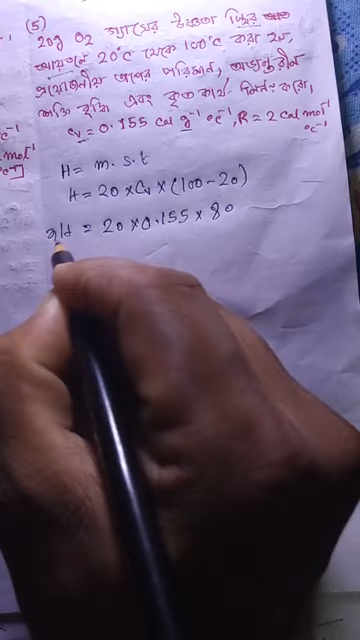 (5)
20g O₂ গ্যাসের উষ্ণতা স্থির
আয়তনে 20°C থেকে 100°C করা হল,
প্রয়োজনীয় তাপের পরিমান, অভ্যন্তরীন
শক্তি বৃদ্ধি এবং কৃত কার্য নির্ণয় করো,
Cv = 0.155 Cal g⁻¹ °C⁻¹, R = 2 Cal mol⁻¹
°C⁻¹
H = m. s. t
H = 20 × Cv × (100 - 20)
H = 20 × 0.155 × 80